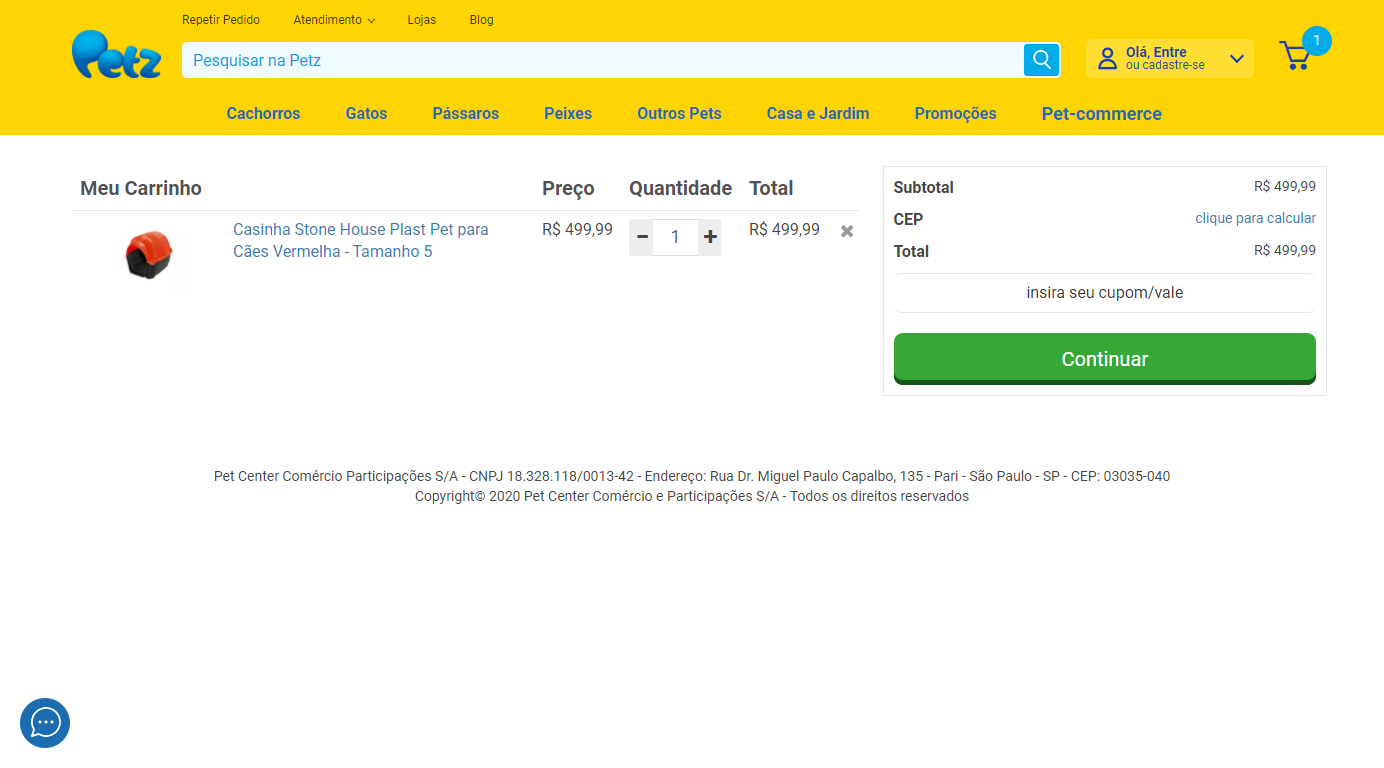 Repetir Pedido Atendimento Lojas Blog
Petz
Pesquisar na Petz
Olá, Entre
ou cadastre-se
1
Cachorros Gatos Pássaros Peixes Outros Pets Casa e Jardim Promoções Pet-commerce
Meu Carrinho Preço Quantidade Total
Casinha Stone House Plast Pet para
Cães Vermelha - Tamanho 5
R$ 499,99 − 1 + R$ 499,99 ✖
Subtotal R$ 499,99
CEP clique para calcular
Total R$ 499,99
insira seu cupom/vale
Continuar
Pet Center Comércio Participações S/A - CNPJ 18.328.118/0013-42 - Endereço: Rua Dr. Miguel Paulo Capalbo, 135 - Pari - São Paulo - SP - CEP: 03035-040
Copyright© 2020 Pet Center Comércio e Participações S/A - Todos os direitos reservados